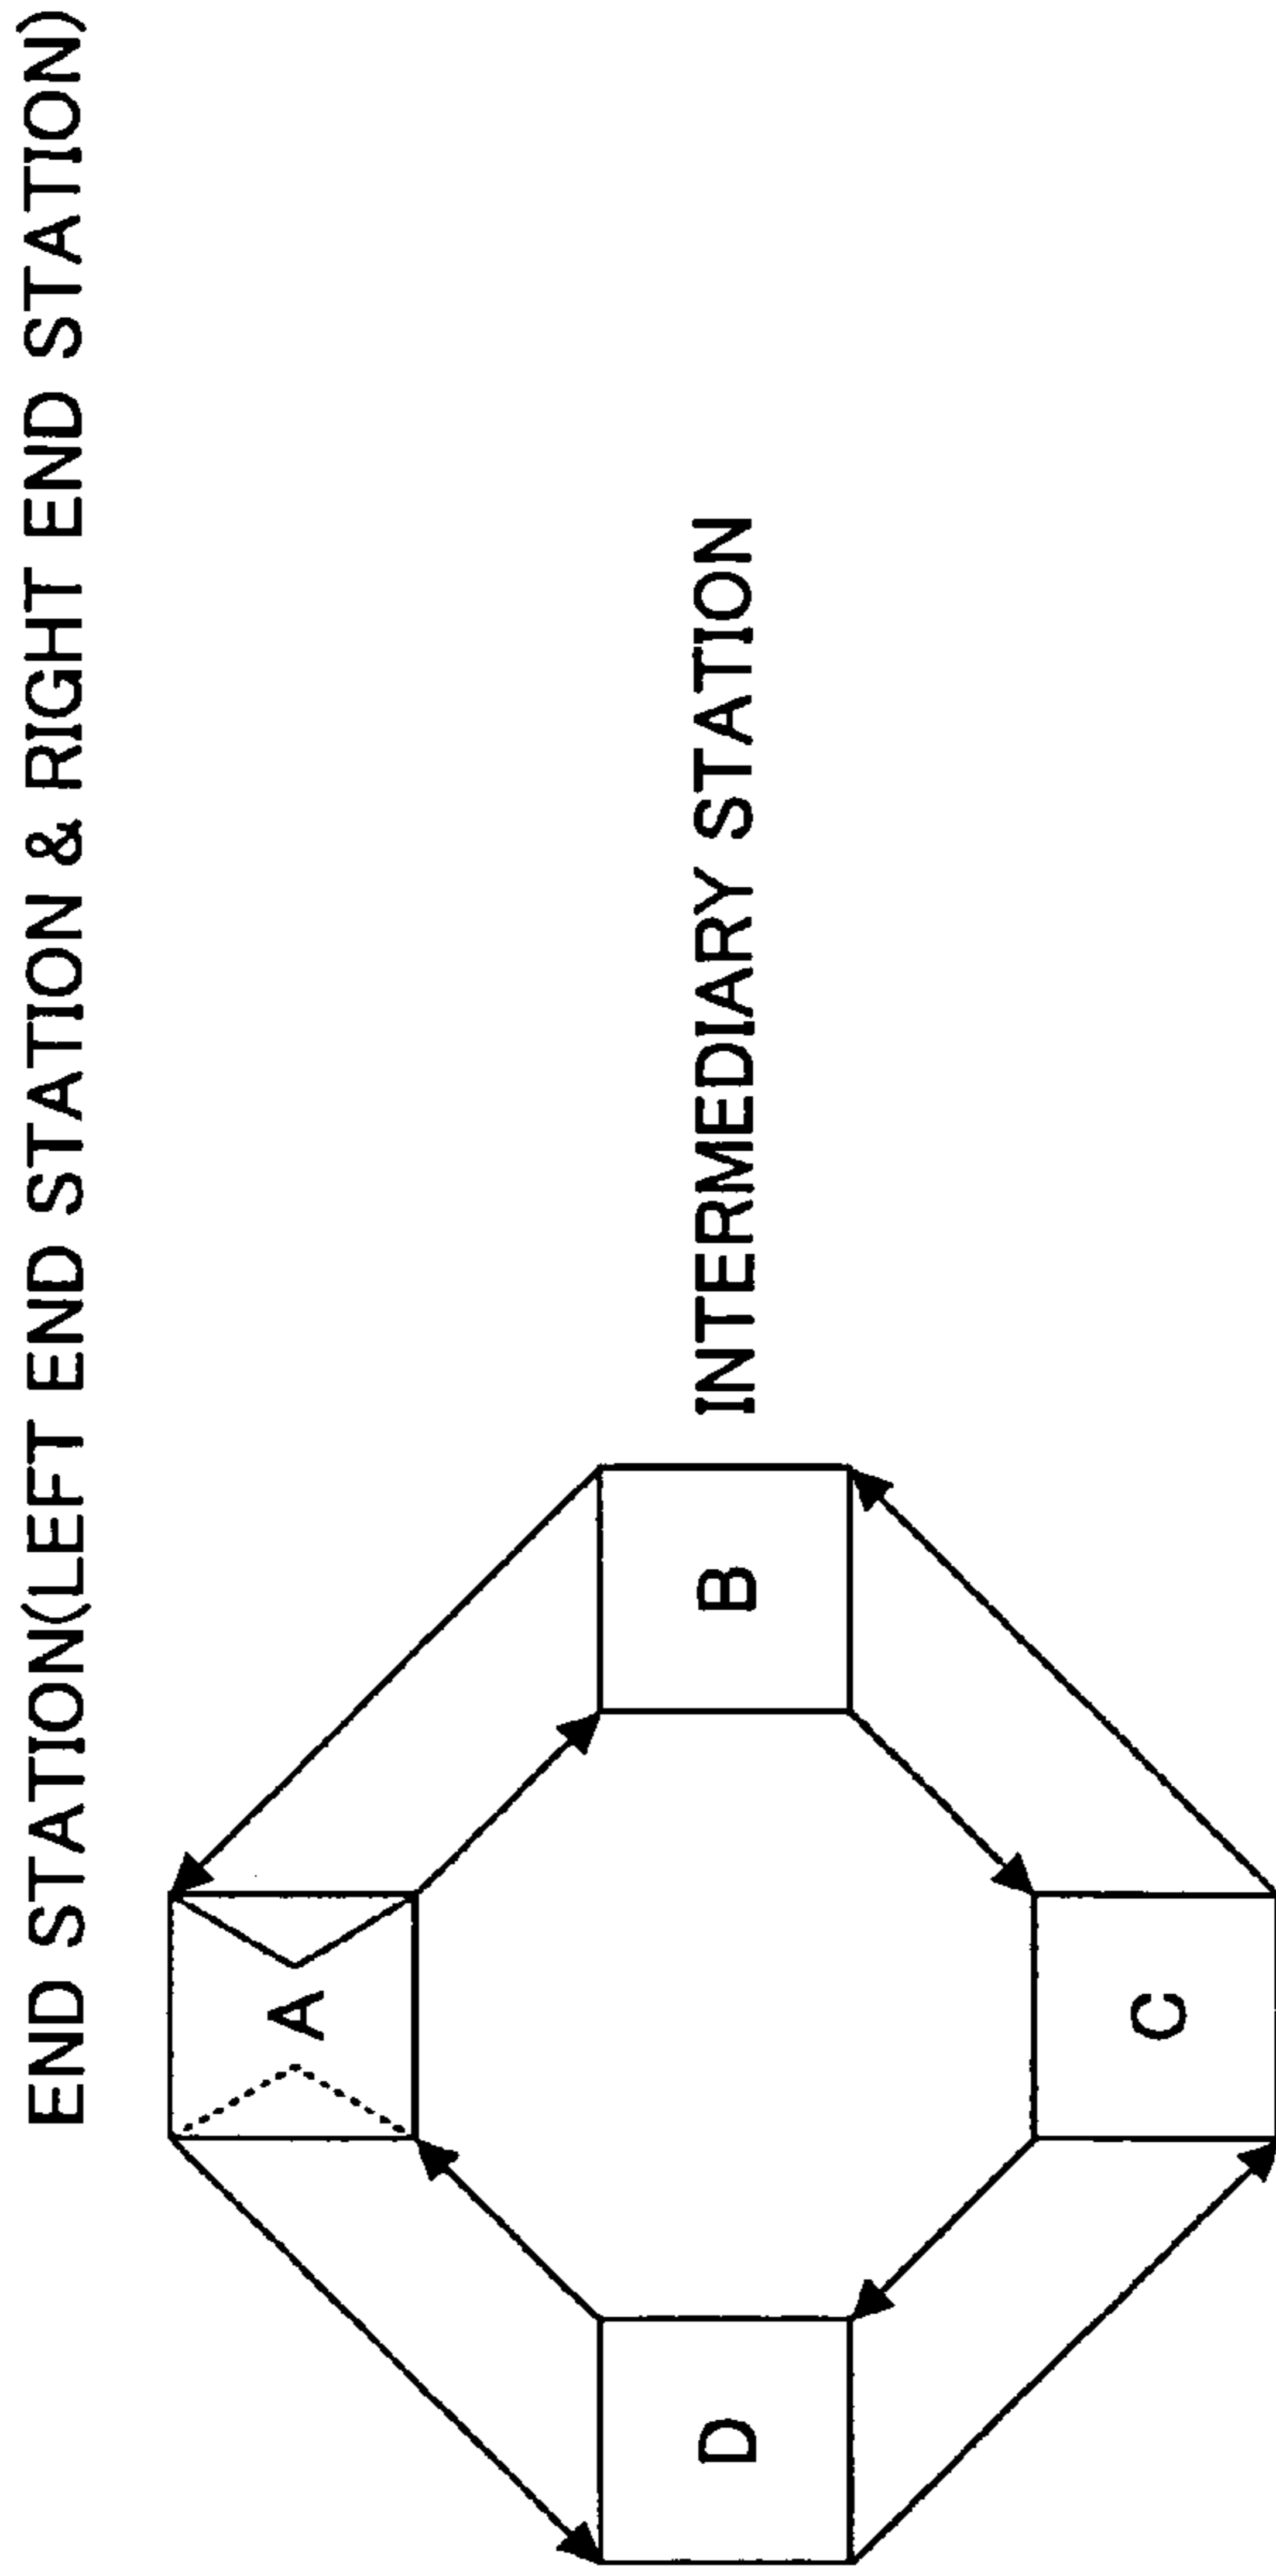 END STATION(LEFT END STATION & RIGHT END STATION)
A
D
B
INTERMEDIARY STATION
C